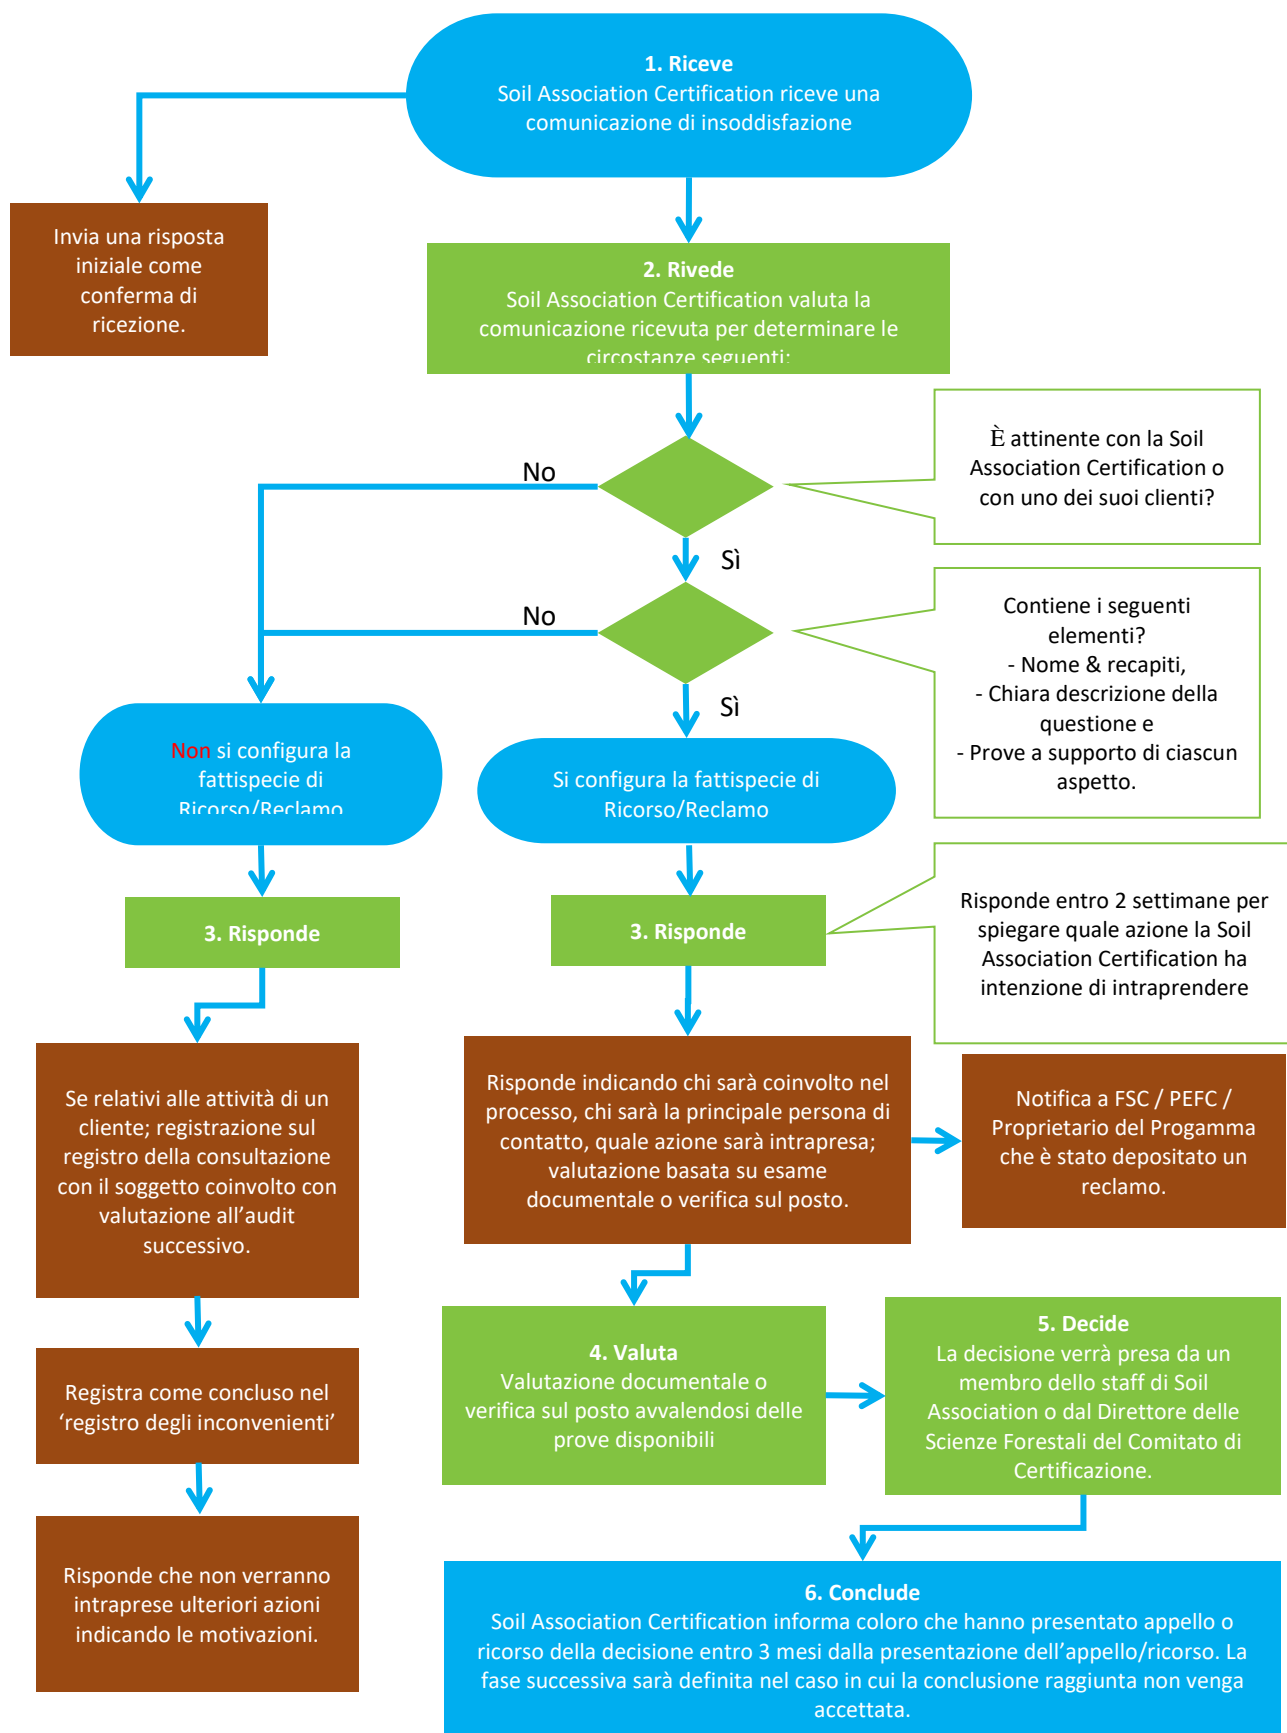 1. Riceve
Soil Association Certification riceve una
comunicazione di insoddisfazione
Invia una risposta
iniziale come
conferma di
ricezione.
2. Rivede
Soil Association Certification valuta la
comunicazione ricevuta per determinare le
circostanze seguenti:
È attinente con la Soil
Association Certification o
con uno dei suoi clienti?
No
Sì
Contiene i seguenti
elementi?
- Nome & recapiti,
- Chiara descrizione della
questione e
- Prove a supporto di ciascun
aspetto.
No
Sì
Non si configura la
fattispecie di
Ricorso/Reclamo
Si configura la fattispecie di
Ricorso/Reclamo
3. Risponde
3. Risponde
Risponde entro 2 settimane per
spiegare quale azione la Soil
Association Certification ha
intenzione di intraprendere
Se relativi alle attività di un
cliente; registrazione sul
registro della consultazione
con il soggetto coinvolto con
valutazione all’audit
successivo.
Risponde indicando chi sarà coinvolto nel
processo, chi sarà la principale persona di
contatto, quale azione sarà intrapresa;
valutazione basata su esame
documentale o verifica sul posto.
Notifica a FSC / PEFC /
Proprietario del Progamma
che è stato depositato un
reclamo.
Registra come concluso nel
‘registro degli inconvenienti’
4. Valuta
Valutazione documentale o
verifica sul posto avvalendosi delle
prove disponibili
5. Decide
La decisione verrà presa da un
membro dello staff di Soil
Association o dal Direttore delle
Scienze Forestali del Comitato di
Certificazione.
Risponde che non verranno
intraprese ulteriori azioni
indicando le motivazioni.
6. Conclude
Soil Association Certification informa coloro che hanno presentato appello o
ricorso della decisione entro 3 mesi dalla presentazione dell’appello/ricorso. La
fase successiva sarà definita nel caso in cui la conclusione raggiunta non venga
accettata.